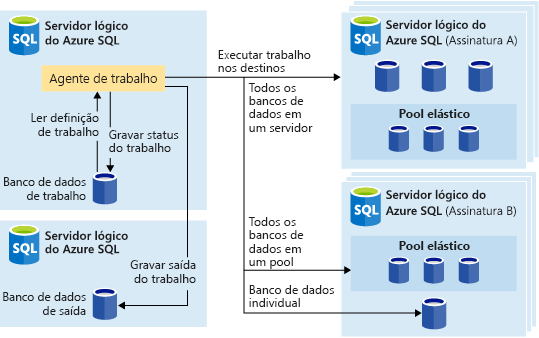 SQL
Servidor lógico
do Azure SQL
Agente de trabalho
Ler definição
de trabalho
Gravar status
do trabalho
Banco de dados
de trabalho
SQL
Servidor lógico
do Azure SQL
Gravar saída
do trabalho
Banco de dados
de saída
Executar trabalho
nos destinos
Todos os
bancos de
dados em
um servidor
Todos os
bancos de
dados em
um pool
Banco de dados
individual
SQL
Servidor lógico do
Azure SQL (Assinatura A)
Pool elástico
SQL
Servidor lógico do
Azure SQL (Assinatura B)
Pool elástico